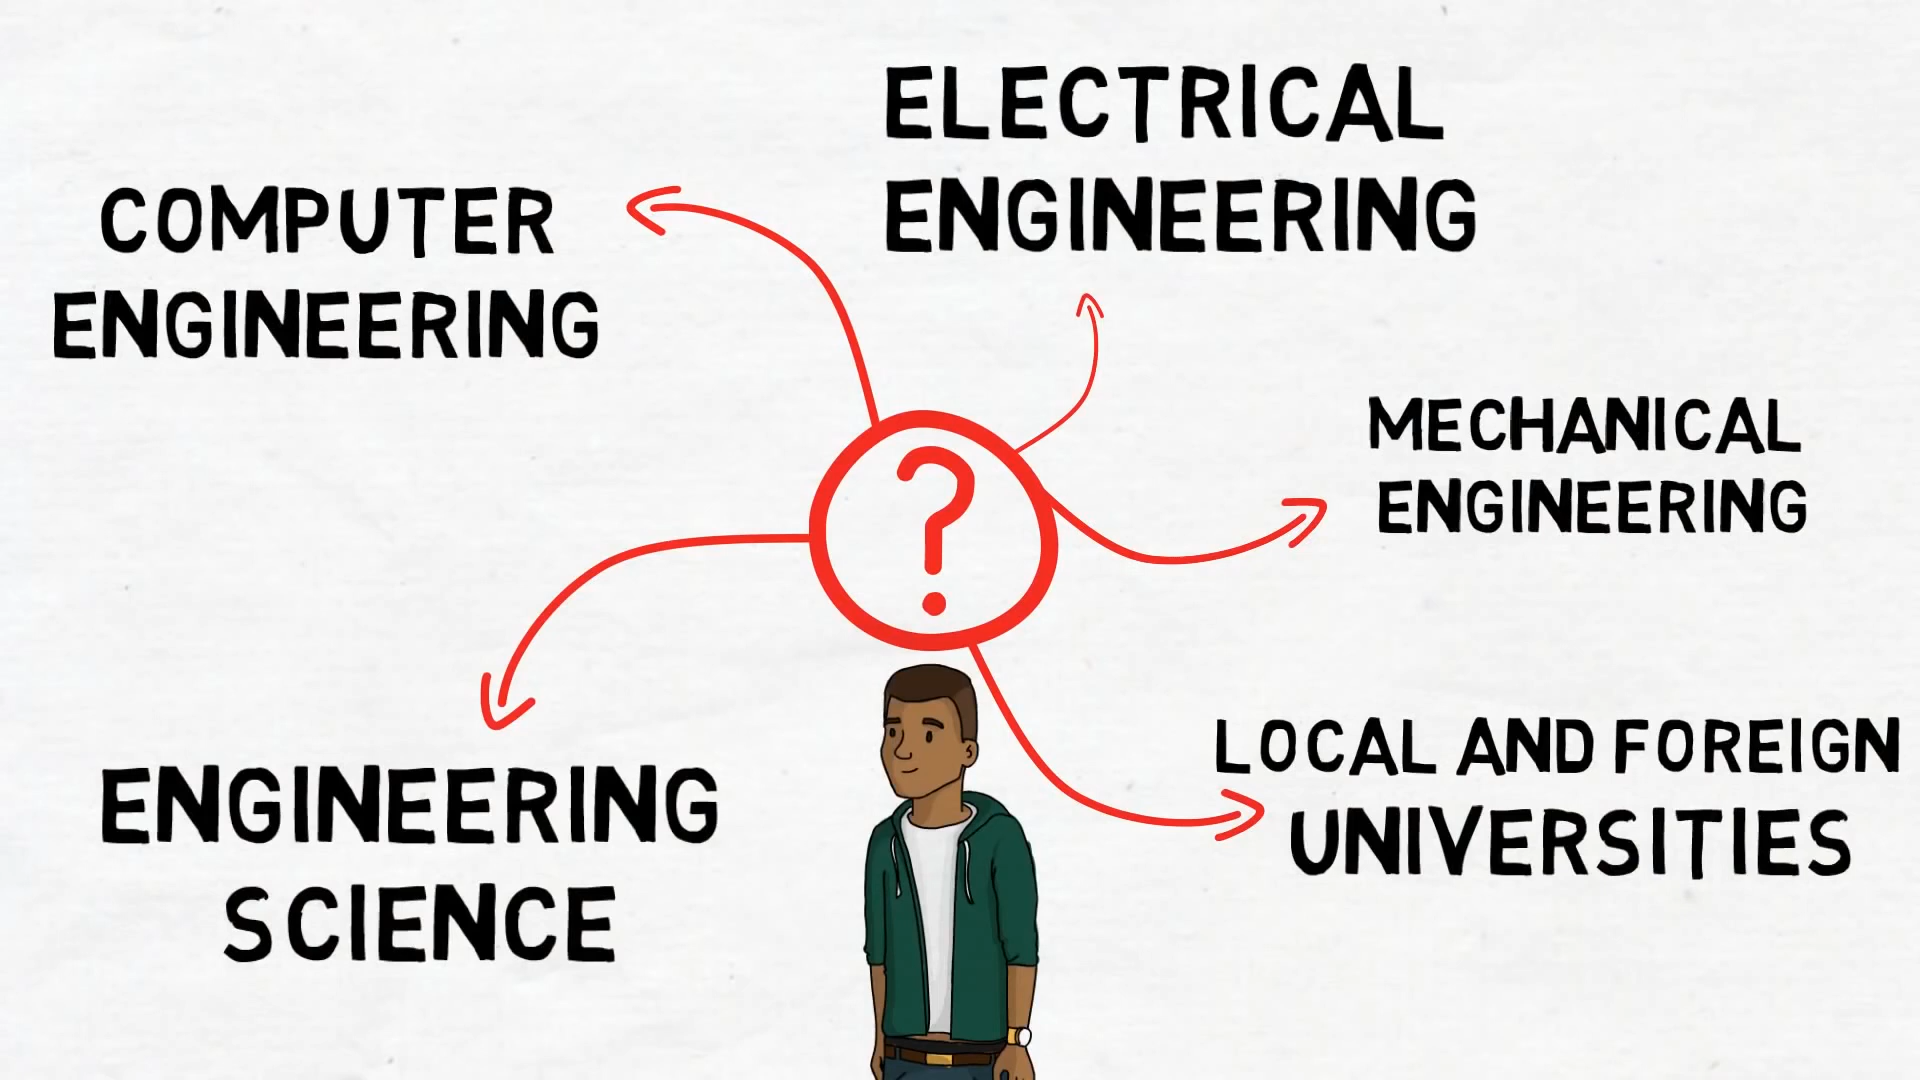 ELECTRICAL
ENGINEERING
COMPUTER
ENGINEERING
MECHANICAL
ENGINEERING
?
ENGINEERING
SCIENCE
LOCAL AND FOREIGN
UNIVERSITIES